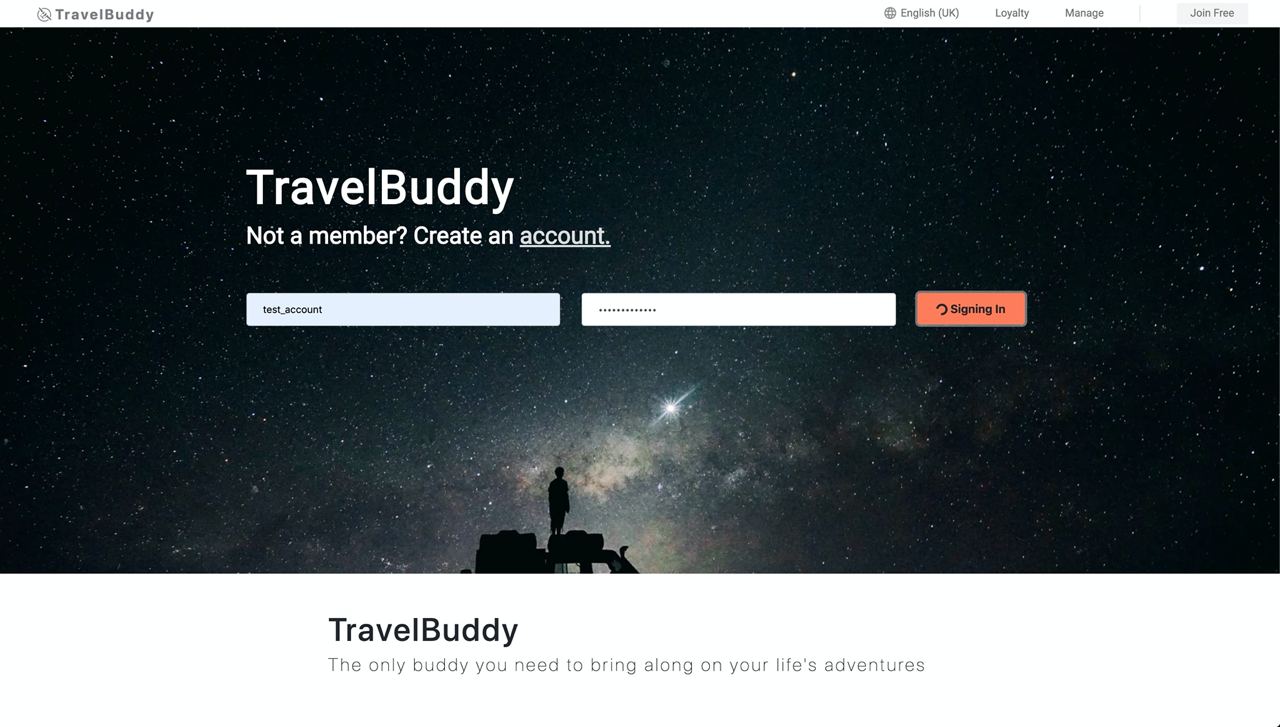 TravelBuddy
English (UK)
Loyalty
Manage
Join Free
TravelBuddy
Not a member? Create an account.
test_account
•••••••••••••
Signing In
TravelBuddy
The only buddy you need to bring along on your life's adventures